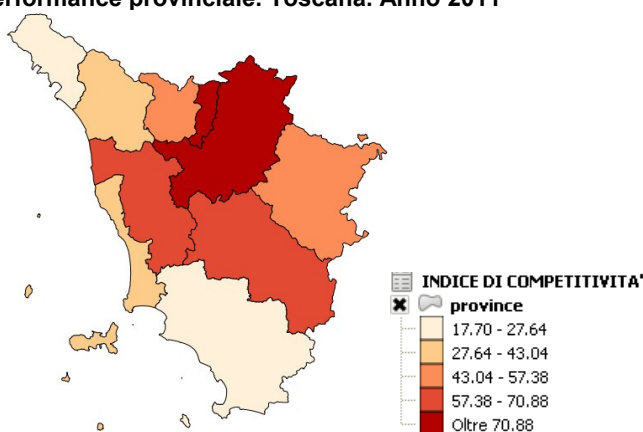 erformance provinciale. Toscana. Anno 2011
INDICE DI COMPETITIVITA'
province
17.70 - 27.64
27.64 - 43.04
43.04 - 57.38
57.38 - 70.88
Oltre 70.88